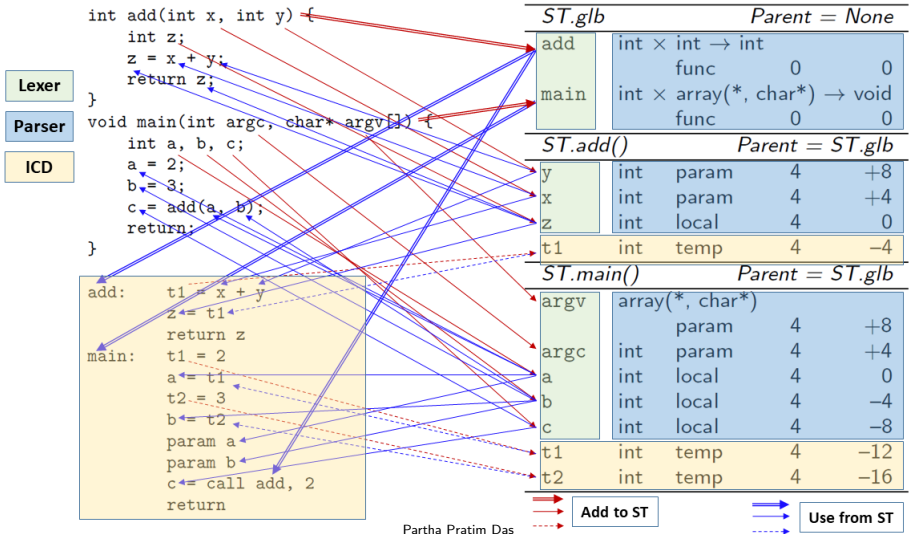 int add(int x, int y) {
int z;
z = x + y;
return z;
}
void main(int argc, char* argv[]) {
int a, b, c;
a = 2;
b = 3;
c = add(a, b);
return;
}
Lexer
Parser
ICD
add: t1 = x + y
z = t1
return z
main: t1 = 2
a = t1
t2 = 3
b = t2
param a
param b
c = call add, 2
return
ST.glb Parent = None
add int × int → int
func 0 0
main int × array(*, char*) → void
func 0 0
ST.add() Parent = ST.glb
y int param 4 +8
x int param 4 +4
z int local 4 0
t1 int temp 4 −4
ST.main() Parent = ST.glb
argv array(*, char*)
param 4 +8
argc int param 4 +4
a int local 4 0
b int local 4 −4
c int local 4 −8
t1 int temp 4 −12
t2 int temp 4 −16
Add to ST
Use from ST
Partha Pratim Das